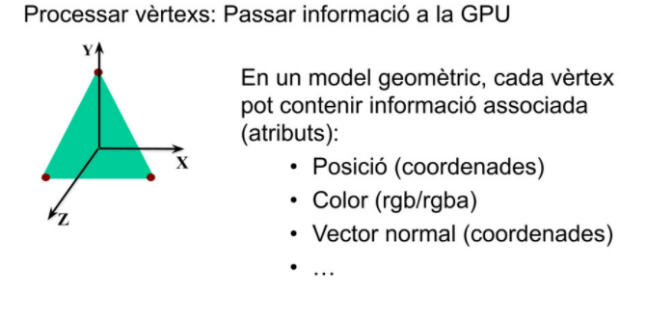 Processar vèrtexs: Passar informació a la GPU
Y
X
Z
En un model geomètric, cada vèrtex
pot contenir informació associada
(atributs):
• Posició (coordenades)
• Color (rgb/rgba)
• Vector normal (coordenades)
• …